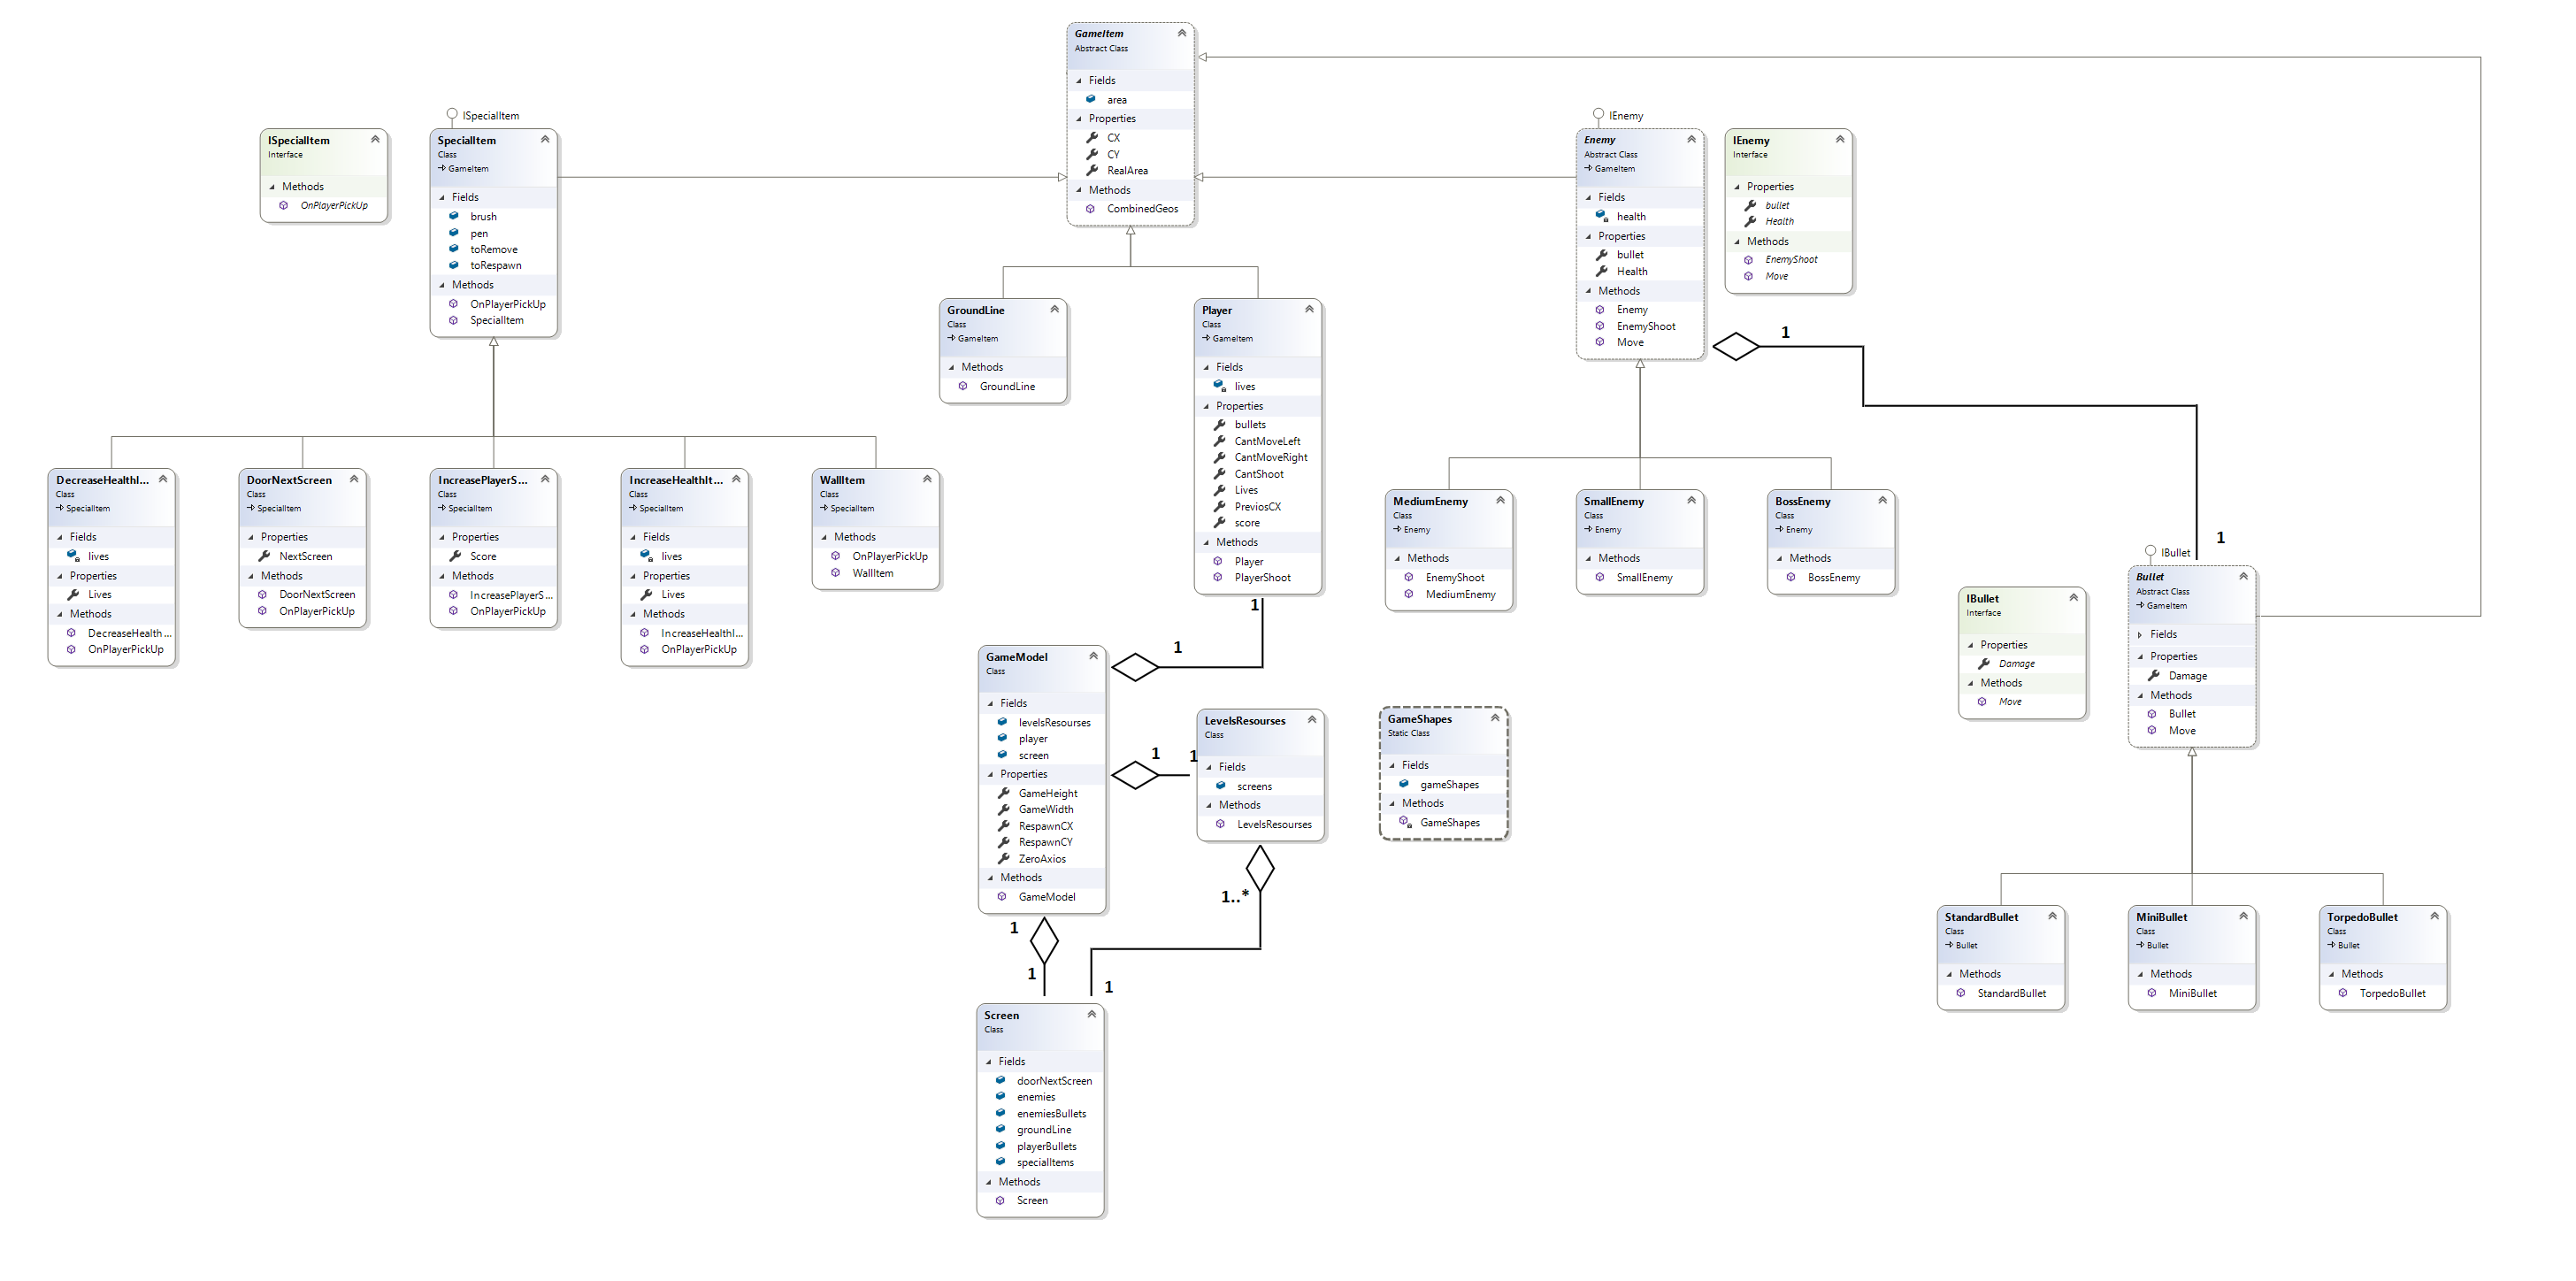 GameItem
Abstract Class
Fields
area
Properties
CX
CY
RealArea
Methods
CombinedGeos
ISpecialItem
Interface
Methods
OnPlayerPickUp
ISpecialItem
SpecialItem
Class
GameItem
Fields
brush
pen
toRemove
toRespawn
Methods
OnPlayerPickUp
SpecialItem
IEnemy
Enemy
Abstract Class
GameItem
Fields
health
Properties
bullet
Health
Methods
Enemy
EnemyShoot
Move
IEnemy
Interface
Properties
bullet
Health
Methods
EnemyShoot
Move
1
GroundLine
Class
GameItem
Methods
GroundLine
Player
Class
GameItem
Fields
lives
Properties
bullets
CantMoveLeft
CantMoveRight
CantShoot
Lives
PreviosCX
score
Methods
Player
PlayerShoot
1
DecreaseHealthI...
Class
SpecialItem
Fields
lives
Properties
Lives
Methods
DecreaseHealth ...
OnPlayerPickUp
DoorNextScreen
Class
SpecialItem
Properties
NextScreen
Methods
DoorNextScreen
OnPlayerPickUp
IncreasePlayerS...
Class
SpecialItem
Properties
Score
Methods
IncreasePlayerS...
OnPlayerPickUp
IncreaseHealthIt...
Class
SpecialItem
Fields
lives
Properties
Lives
Methods
IncreaseHealthI...
OnPlayerPickUp
WallItem
Class
SpecialItem
Methods
OnPlayerPickUp
WallItem
MediumEnemy
Class
Enemy
Methods
EnemyShoot
MediumEnemy
SmallEnemy
Class
Enemy
Methods
SmallEnemy
BossEnemy
Class
Enemy
Methods
BossEnemy
1
IBullet
Interface
Properties
Damage
Methods
Move
IBullet
Bullet
Abstract Class
GameItem
Fields
Properties
Damage
Methods
Bullet
Move
GameModel
Class
Fields
levelsResourses
player
screen
Properties
GameHeight
GameWidth
RespawnCX
RespawnCY
ZeroAxios
Methods
GameModel
1
1
1
LevelsResourses
Class
Fields
screens
Methods
LevelsResourses
GameShapes
Static Class
Fields
gameShapes
Methods
GameShapes
1..*
1
1
1
Screen
Class
Fields
doorNextScreen
enemies
enemiesBullets
groundLine
playerBullets
specialItems
Methods
Screen
StandardBullet
Class
Bullet
Methods
StandardBullet
MiniBullet
Class
Bullet
Methods
MiniBullet
TorpedoBullet
Class
Bullet
Methods
TorpedoBullet